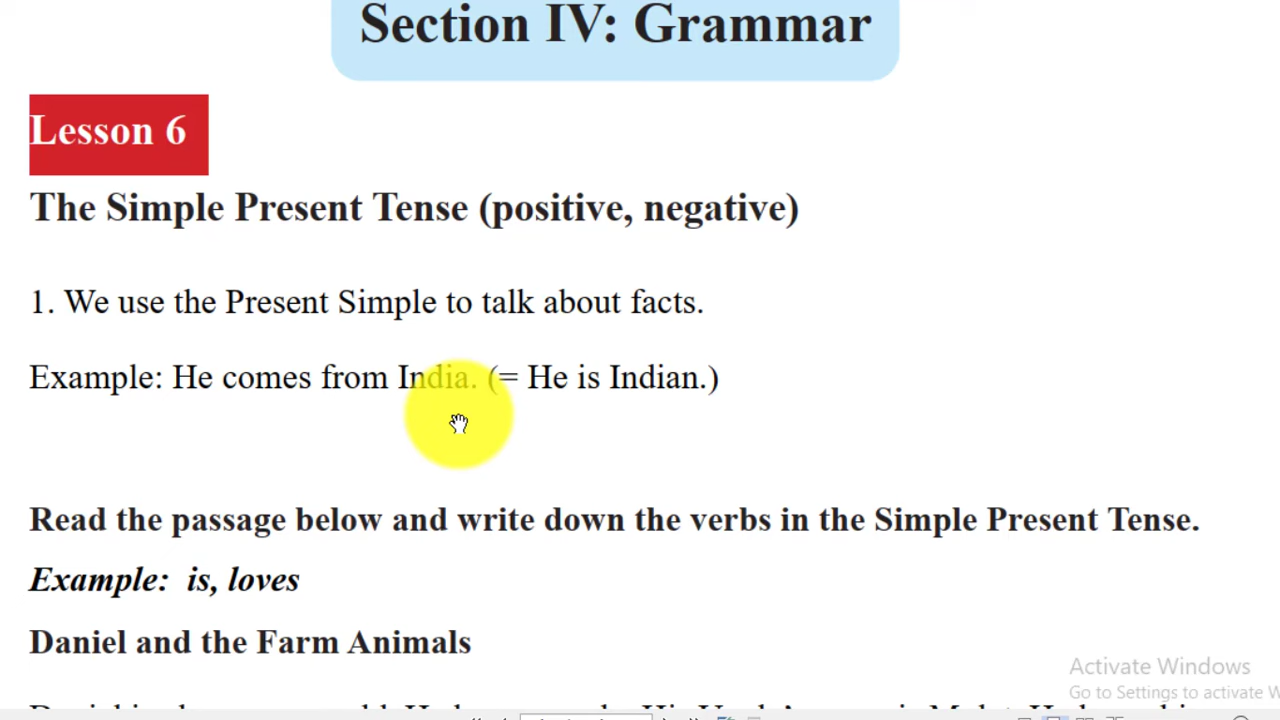 Section IV: Grammar
Lesson 6
The Simple Present Tense (positive, negative)
1. We use the Present Simple to talk about facts.
Example: He comes from India. (= He is Indian.)
Read the passage below and write down the verbs in the Simple Present Tense.
Example: is, loves
Daniel and the Farm Animals
Activate Windows
Go to Settings to activate W